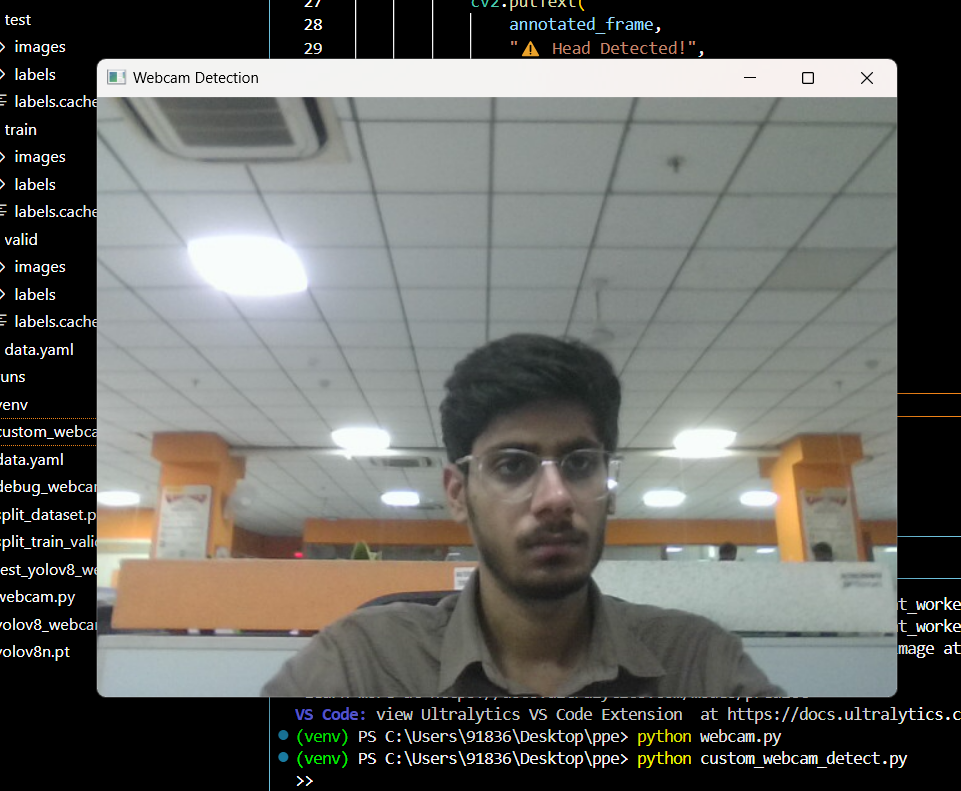 test
images
labels
labels.cache
train
images
labels
labels.cache
valid
images
labels
labels.cache
data.yaml
uns
venv
custom_webca
data.yaml
debug_webcam
split_dataset.p
split_train_valid
est_yolov8_we
webcam.py
yolov8_webcam
yolov8n.pt
27 cv2.putText(
28 annotated_frame,
29 "⚠ Head Detected!",
Webcam Detection
t_worke
t_worke
mage at
VS Code: view Ultralytics VS Code Extension at https://docs.ultralytics.c
(venv) PS C:\Users\91836\Desktop\ppe> python webcam.py
(venv) PS C:\Users\91836\Desktop\ppe> python custom_webcam_detect.py
>>